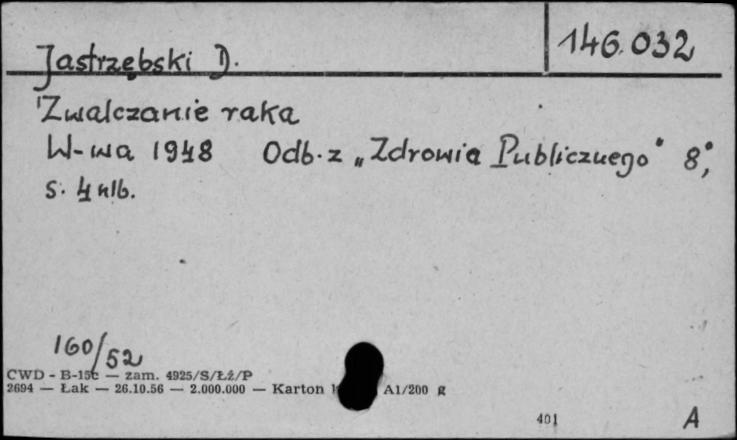 146.032
Jastrzębski D.
Zwalczanie raka
W-wa 1948 Odb. z „Zdrowia Publicznego" 8°,
s. 4 nlb.
160/52
CWD - B-15c — zam. 4925/S/Łź/P
2694 — Łak — 26.10.56 — 2.000.000 — Karton A1/200 g
401
A